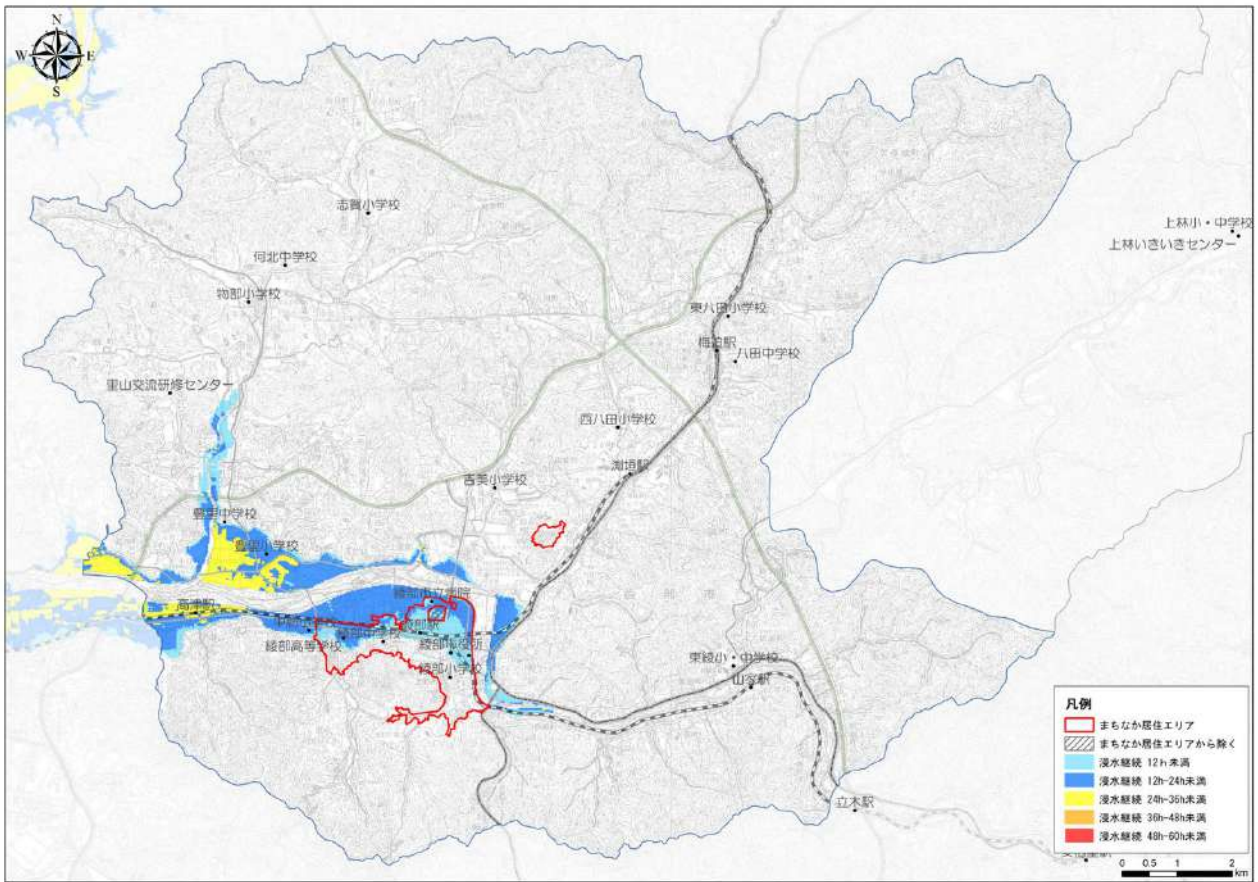 N
W
E
S
志賀小学校
何北中学校
物部小学校
上林小・中学校
上林いきいきセンター
東八田小学校
梅迫駅
八田中学校
里山交流研修センター
西八田小学校
渕垣駅
吉美小学校
豊里中学校
豊里小学校
綾部市立病院
高津駅
綾部駅
綾部中学校
綾部高等学校
綾部市役所
綾部小学校
東綾小・中学校
山家駅
立木駅
凡例
まちなか居住エリア
まちなか居住エリアから除く
浸水継続 12h未満
浸水継続 12h-24h未満
浸水継続 24h-36h未満
浸水継続 36h-48h未満
浸水継続 48h-60h未満
0 0.5 1 2
km